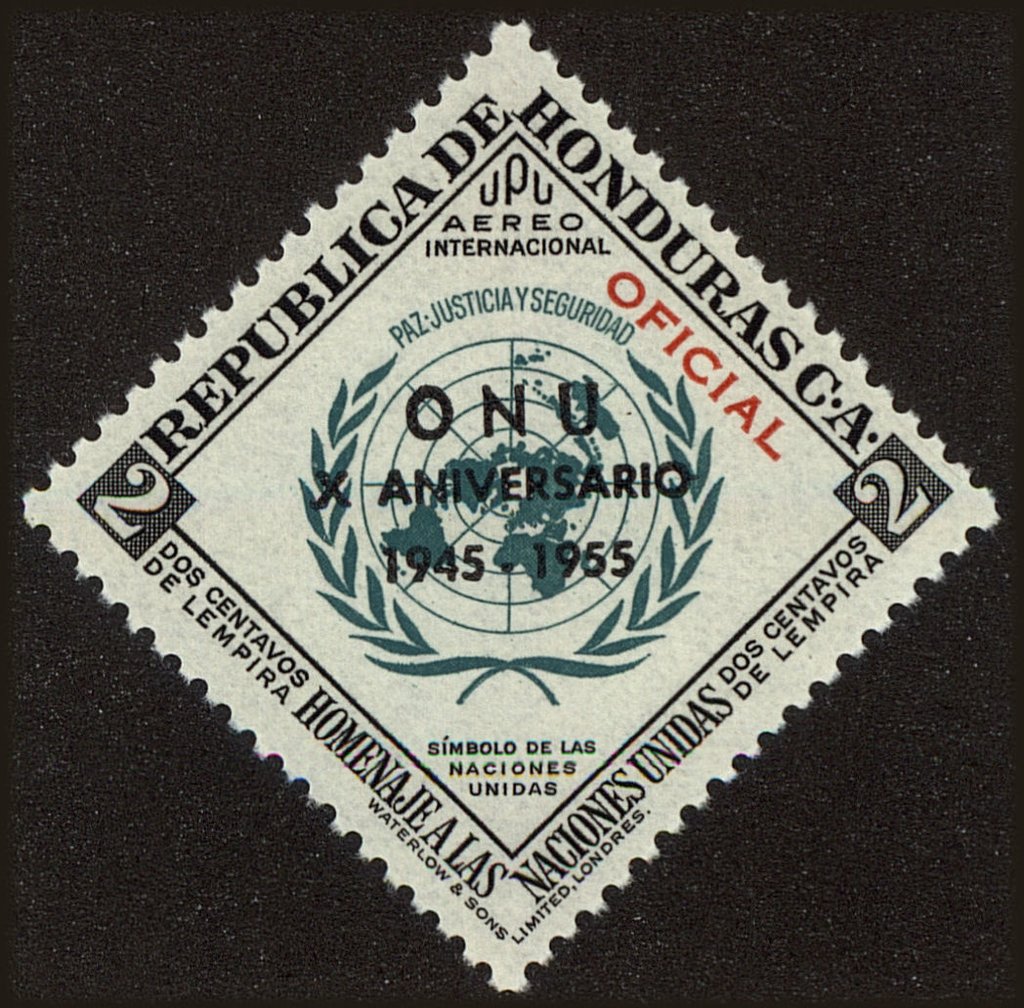 REPUBLICA DE HONDURAS C·A·
UPU
AEREO
INTERNACIONAL
OFICIAL
PAZ·JUSTICIA Y SEGURIDAD
ONU
X ANIVERSARIO
1945 - 1955
2
2
DOS CENTAVOS
DE LEMPIRA
DOS CENTAVOS
DE LEMPIRA
HOMENAJE A LAS NACIONES UNIDAS
SÍMBOLO DE LAS
NACIONES
UNIDAS
WATERLOW & SONS LIMITED, LONDRES.